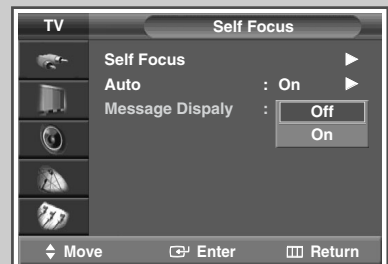 TV Self Focus
Self Focus
Auto : On
Message Dispaly : Off
On
Move Enter Return